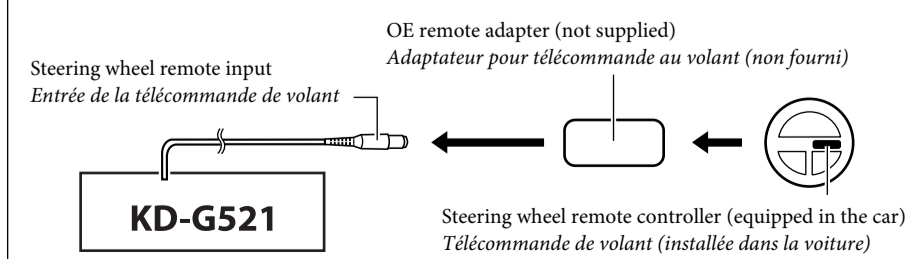 OE remote adapter (not supplied)
Adaptateur pour télécommande au volant (non fourni)
Steering wheel remote input
Entrée de la télécommande de volant
KD-G521
Steering wheel remote controller (equipped in the car)
Télécommande de volant (installée dans la voiture)